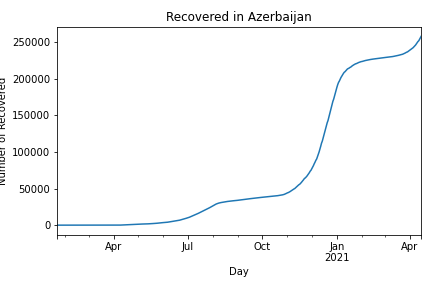 Recovered in Azerbaijan
Number of Recovered
250000
200000
150000
100000
50000
0
Apr
Jul
Oct
Jan
2021
Apr
Day